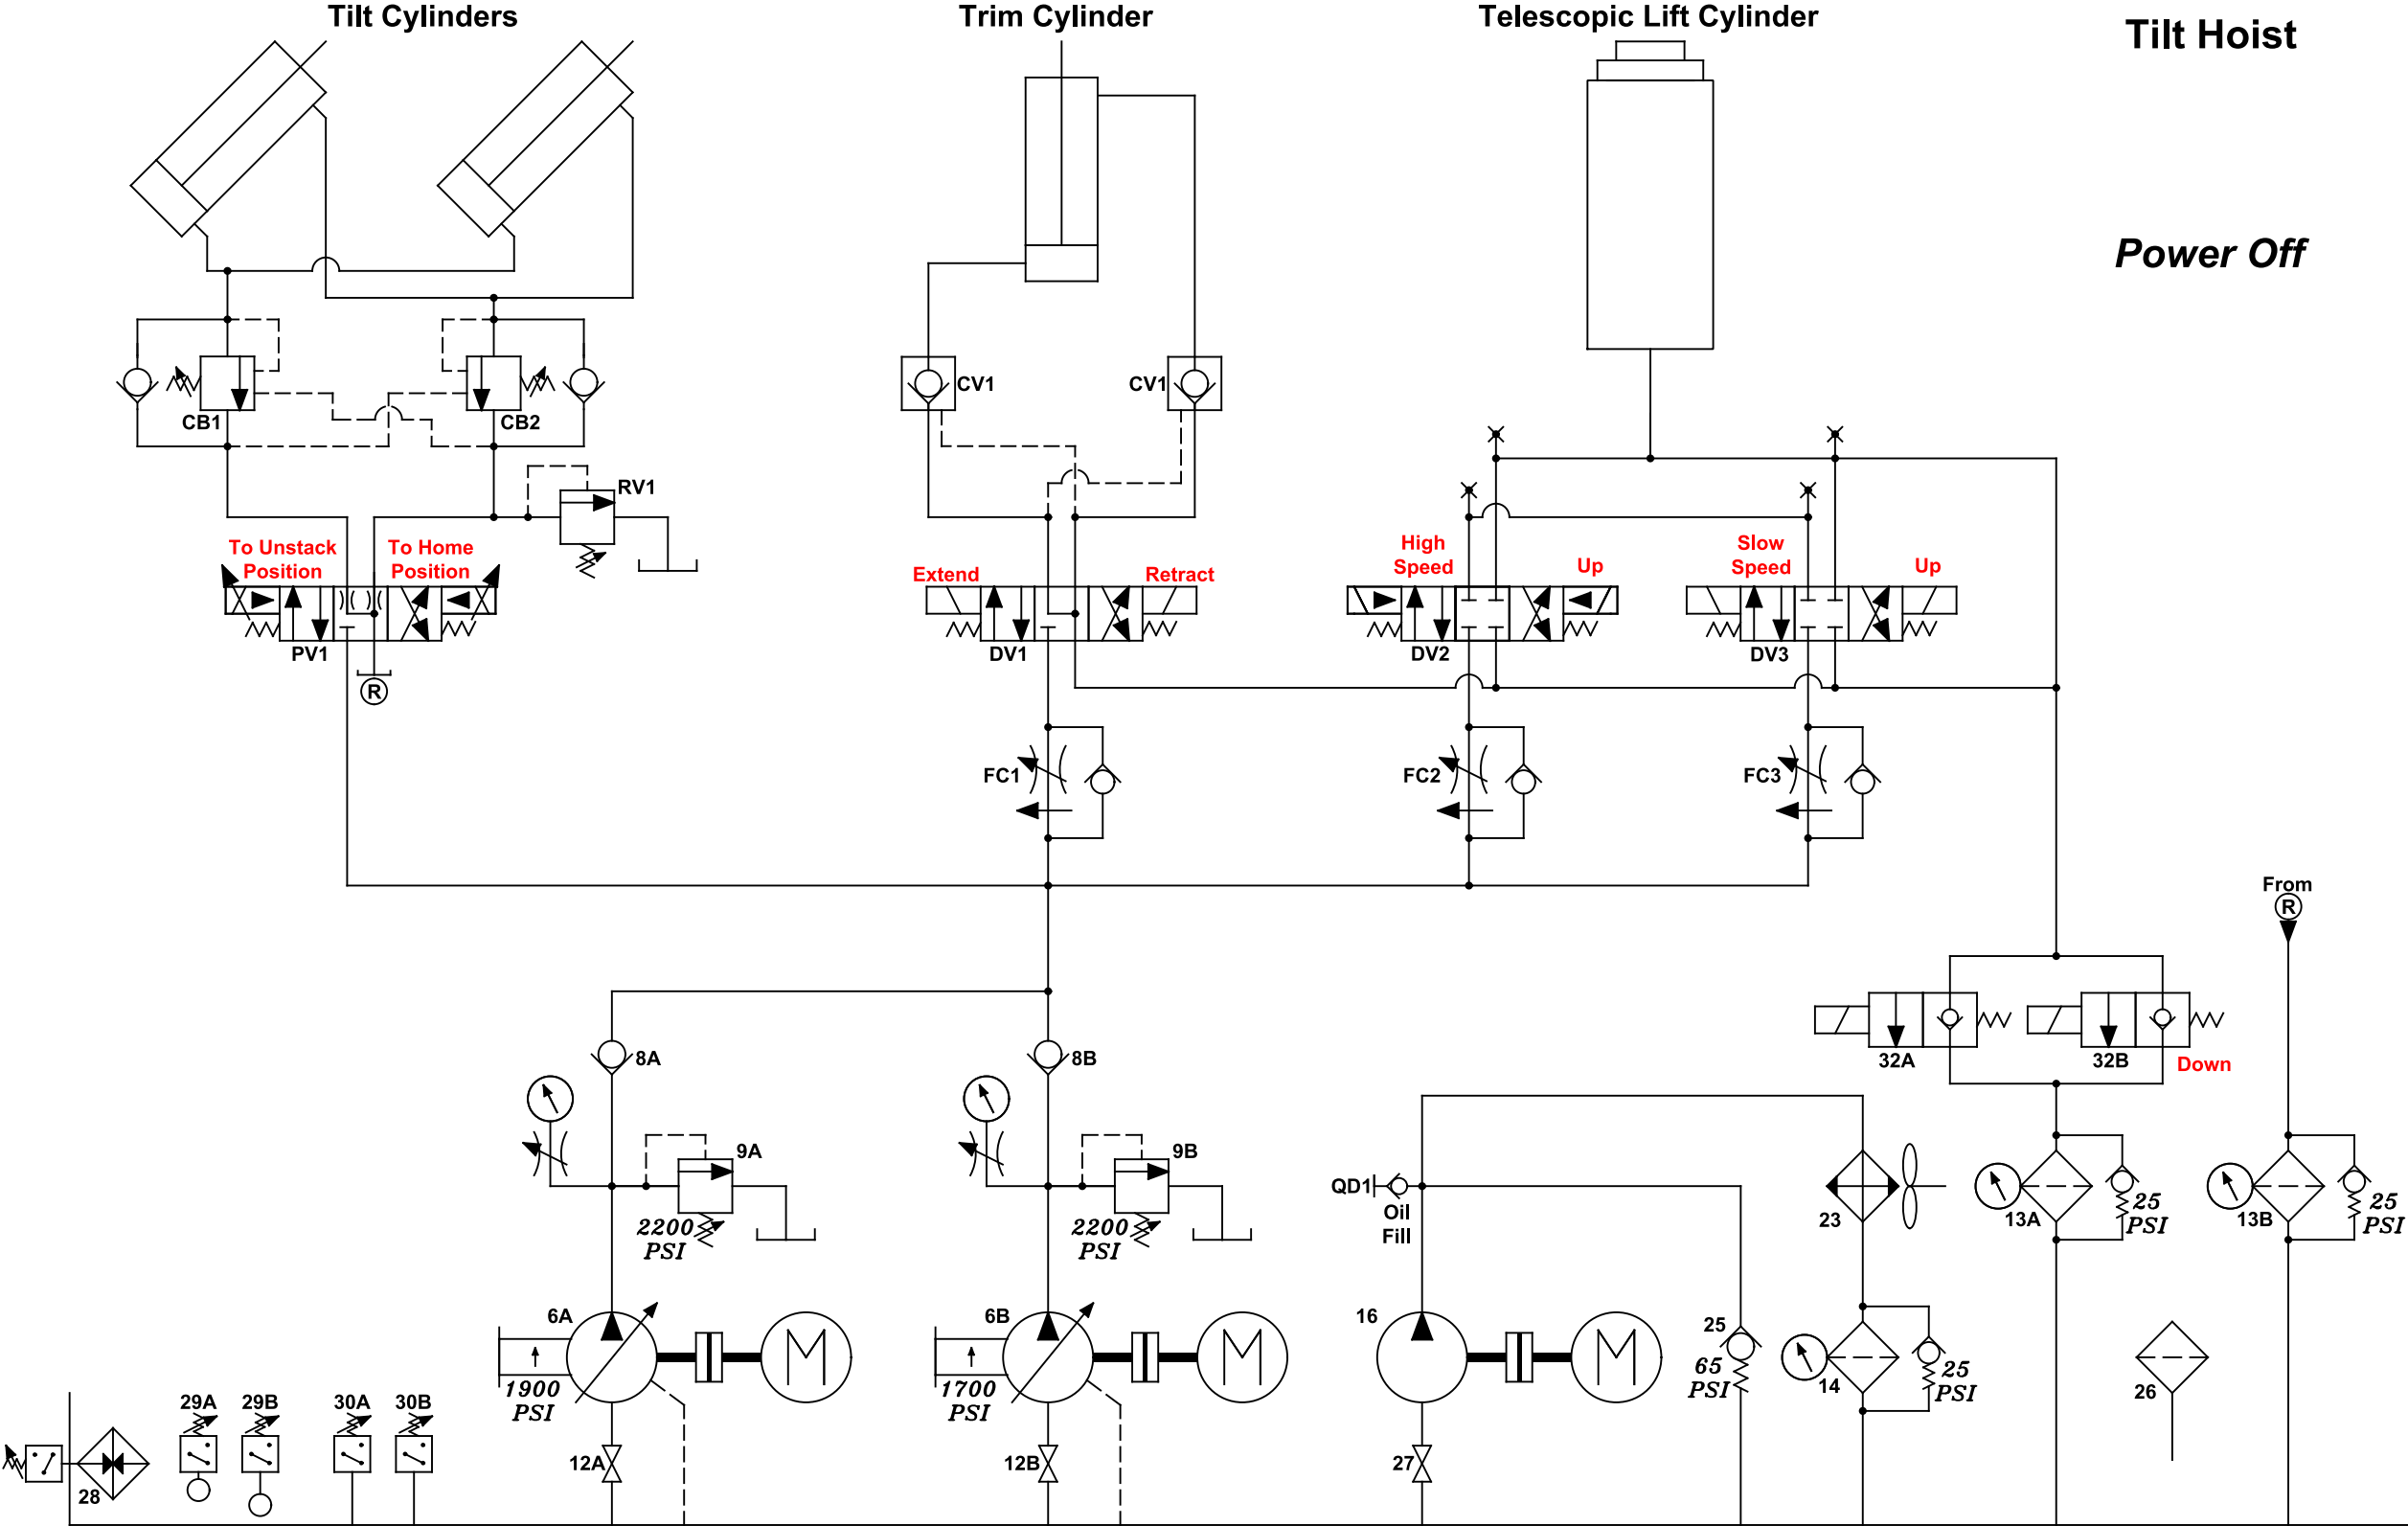 Tilt Cylinders
Trim Cylinder
Telescopic Lift Cylinder
Tilt Hoist
Power Off
CB1
CB2
CV1
CV1
RV1
To Unstack
Position
To Home
Position
PV1
R
Extend
Retract
DV1
High
Speed
Up
DV2
Slow
Speed
Up
DV3
FC1
FC2
FC3
From
R
8A
8B
32A
32B
Down
9A
2200
PSI
9B
2200
PSI
QD1
Oil
Fill
23
13A
25
PSI
13B
25
PSI
6A
M
1900
PSI
6B
M
1700
PSI
16
M
25
65
PSI
14
25
PSI
26
28
29A
29B
30A
30B
12A
12B
27